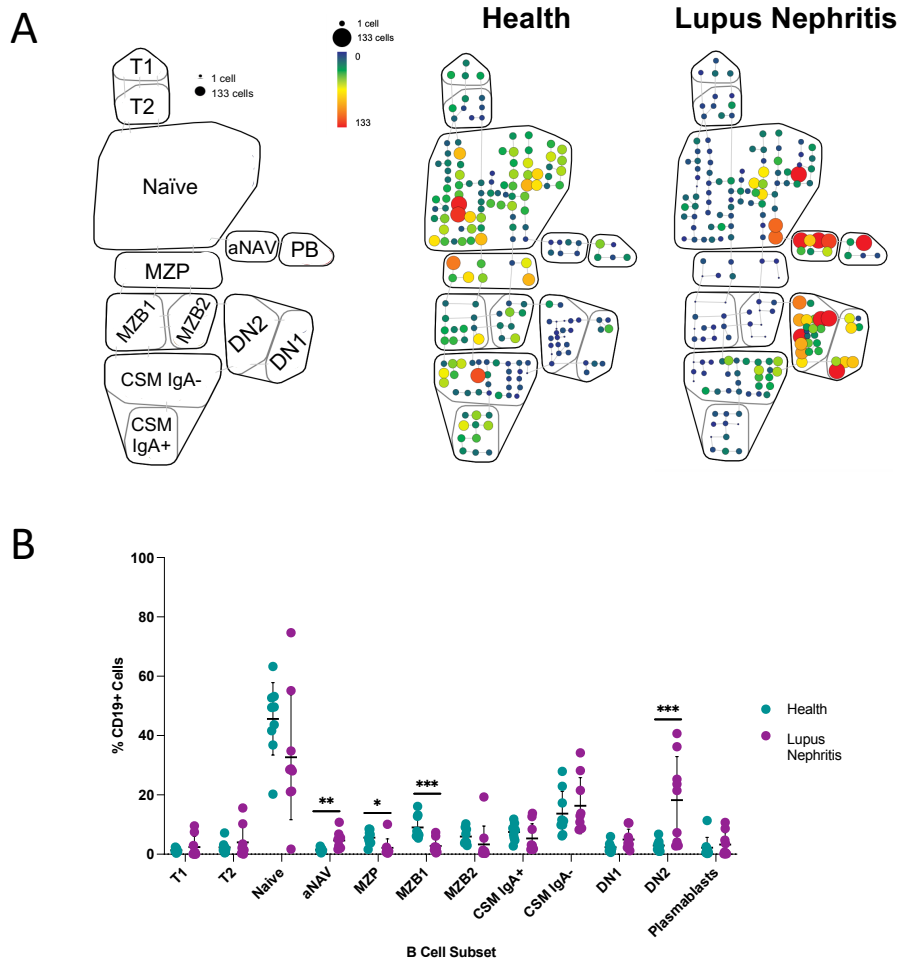 A
Health
Lupus Nephritis
1 cell
133 cells
0
133
1 cell
133 cells
T1
T2
Naïve
aNAV
PB
MZP
MZB1
MZB2
DN2
DN1
CSM IgA-
CSM
IgA+
B
100
80
60
40
20
0
% CD19+ Cells
**
*
***
***
Health
Lupus
Nephritis
T1
T2
Naive
aNAV
MZP
MZB1
MZB2
CSM IgA+
CSM IgA-
DN1
DN2
Plasmablasts
B Cell Subset